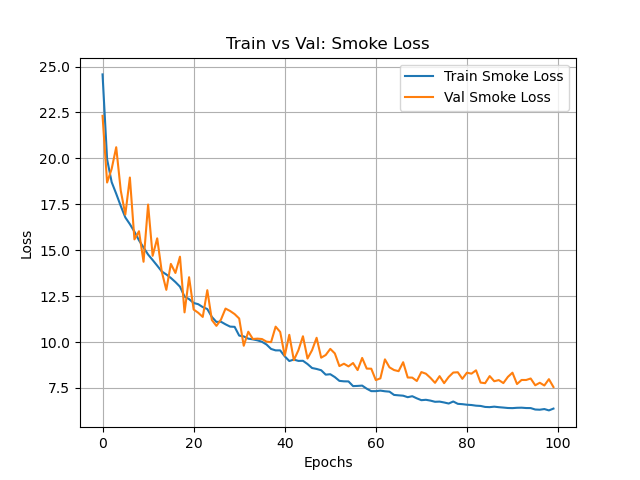 Train vs Val: Smoke Loss
Train Smoke Loss
Val Smoke Loss
25.0
22.5
20.0
17.5
15.0
12.5
10.0
7.5
Loss
0 20 40 60 80 100
Epochs